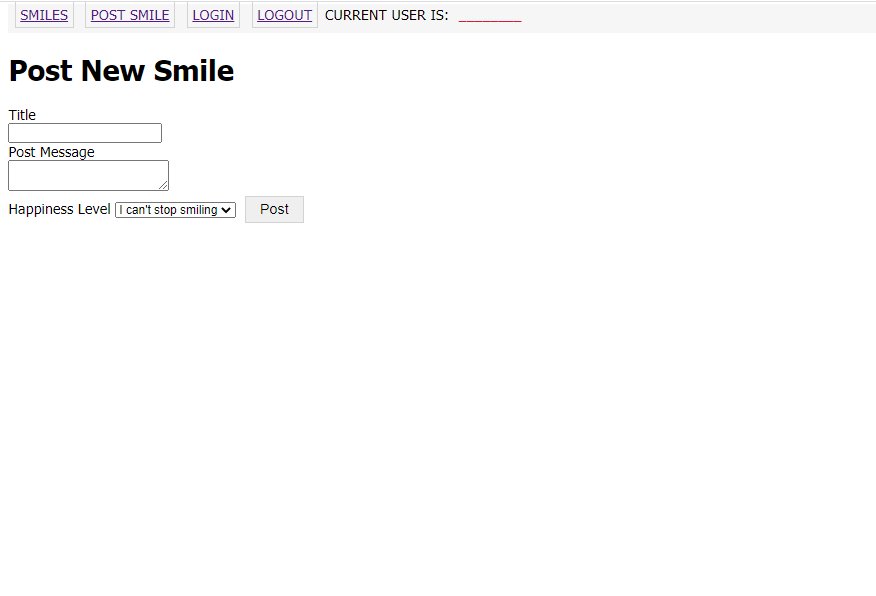 SMILES POST SMILE LOGIN LOGOUT CURRENT USER IS: ________
Post New Smile
Title
Post Message
Happiness Level I can't stop smiling Post